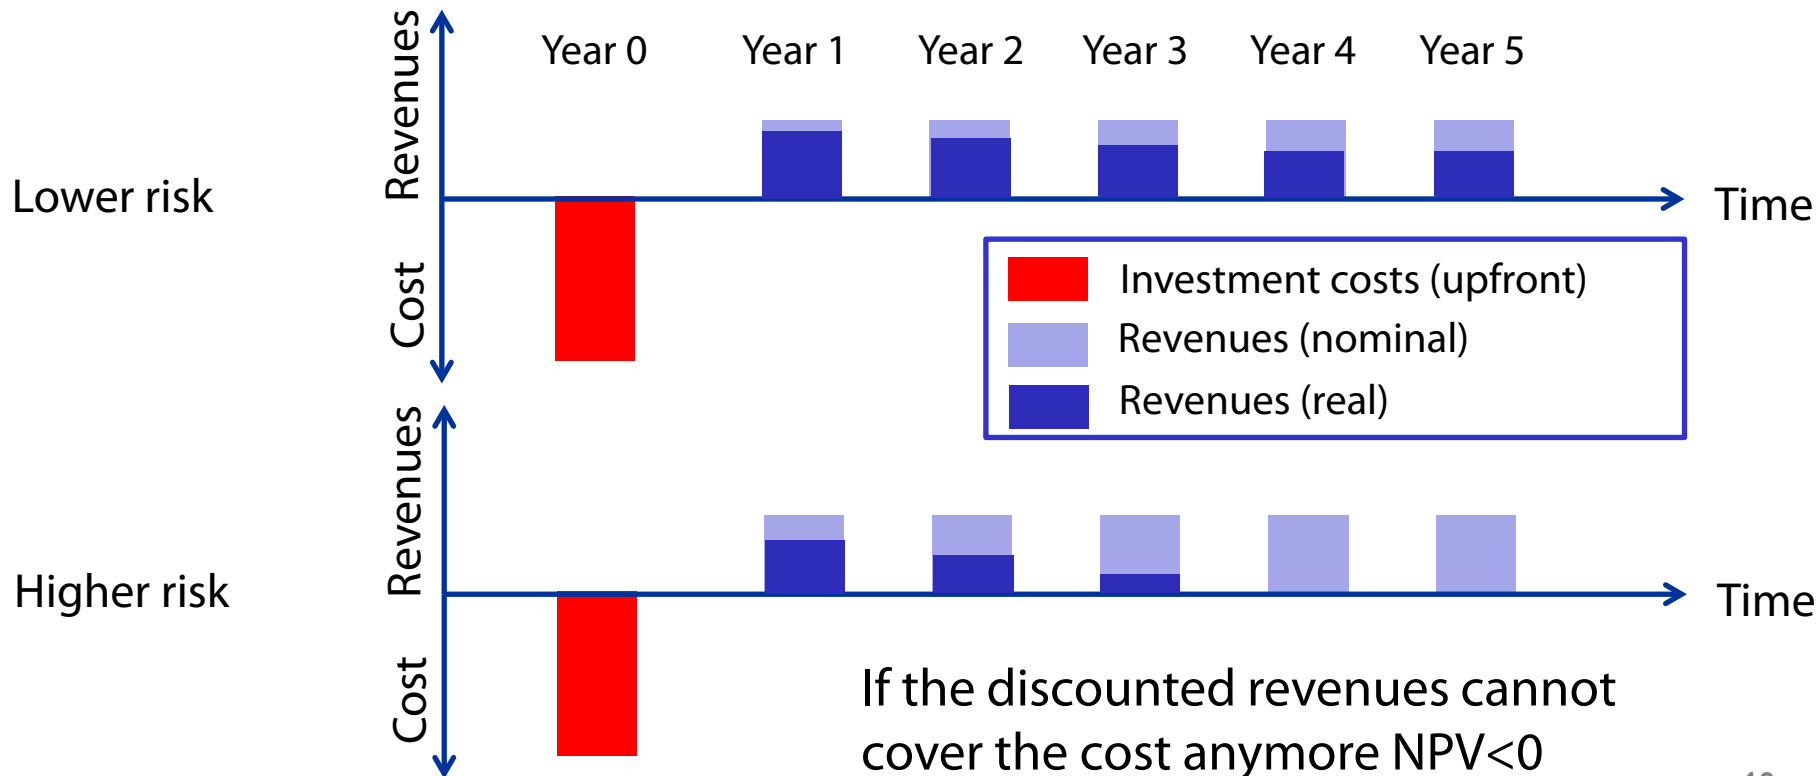 Year 0
Year 1
Year 2
Year 3
Year 4
Year 5
Revenues
Lower risk
Time
Cost
Investment costs (upfront)
Revenues (nominal)
Revenues (real)
Revenues
Higher risk
Time
Cost
If the discounted revenues cannot
cover the cost anymore NPV<0